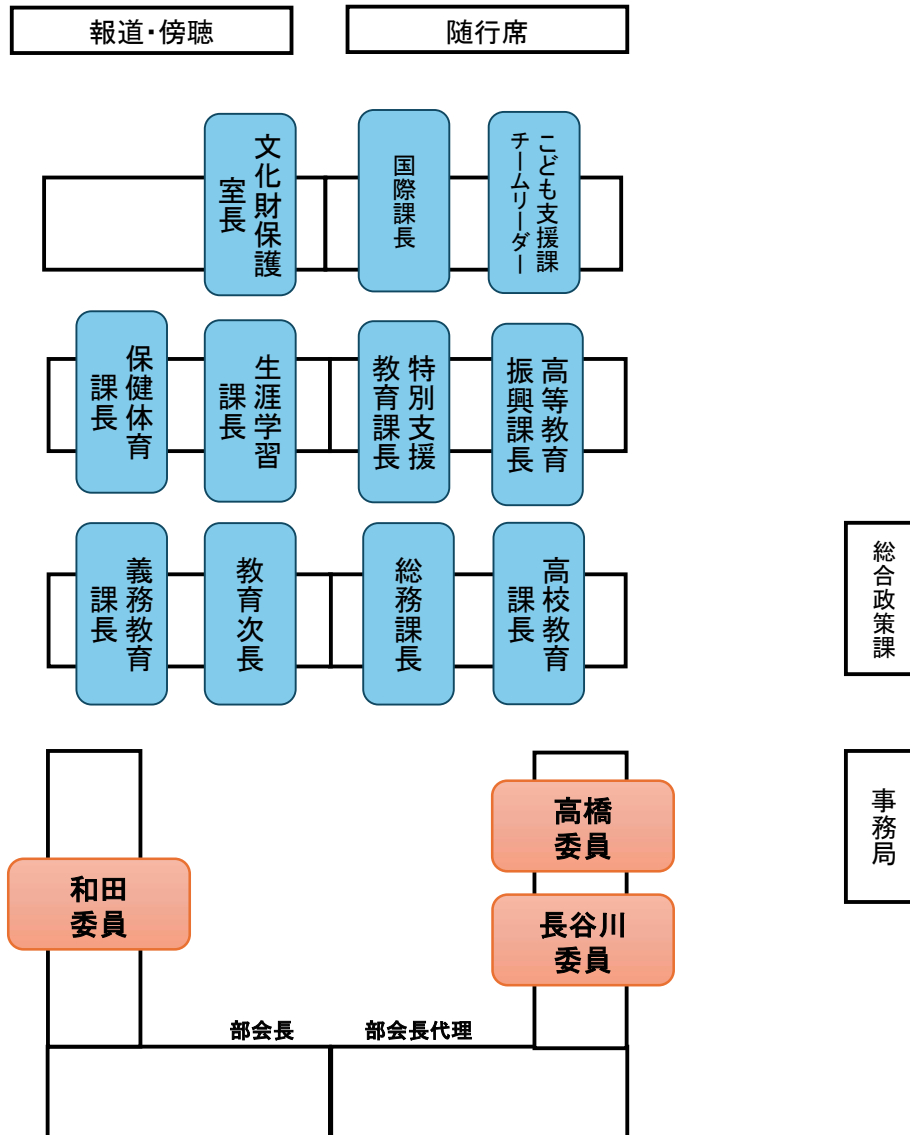 報道・傍聴
随行席
文化財保護
室長
国際課長
こども支援課
チームリーダー
保健体育
課長
生涯学習
課長
特別支援
教育課長
高等教育
振興課長
義務教育
課長
教育次長
総務課長
高校教育
課長
総合政策課
高橋
委員
事務局
和田
委員
長谷川
委員
部会長
部会長代理